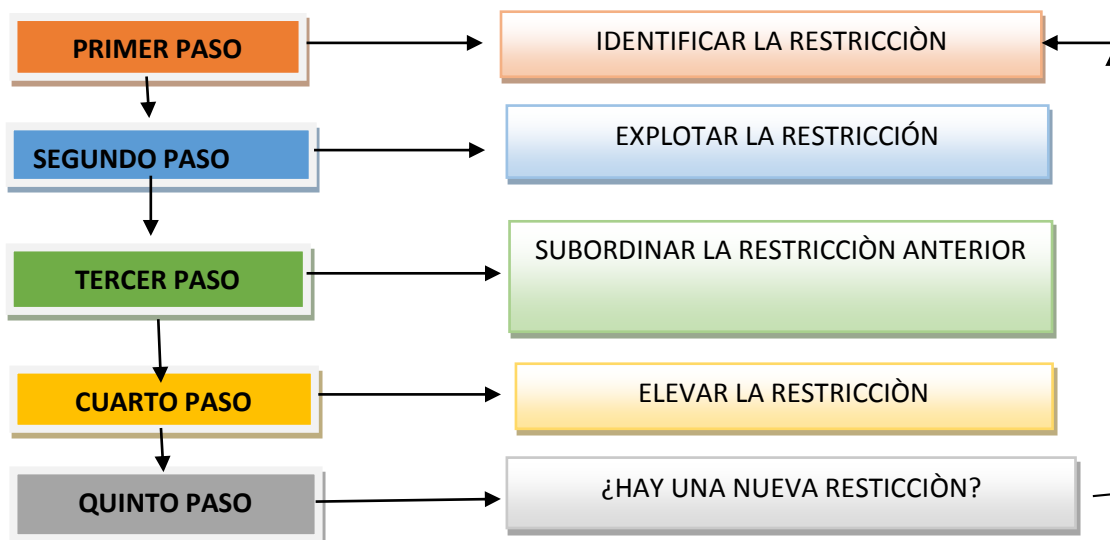 PRIMER PASO
IDENTIFICAR LA RESTRICCIÒN
SEGUNDO PASO
EXPLOTAR LA RESTRICCIÓN
TERCER PASO
SUBORDINAR LA RESTRICCIÒN ANTERIOR
CUARTO PASO
ELEVAR LA RESTRICCIÒN
QUINTO PASO
¿HAY UNA NUEVA RESTICCIÒN?